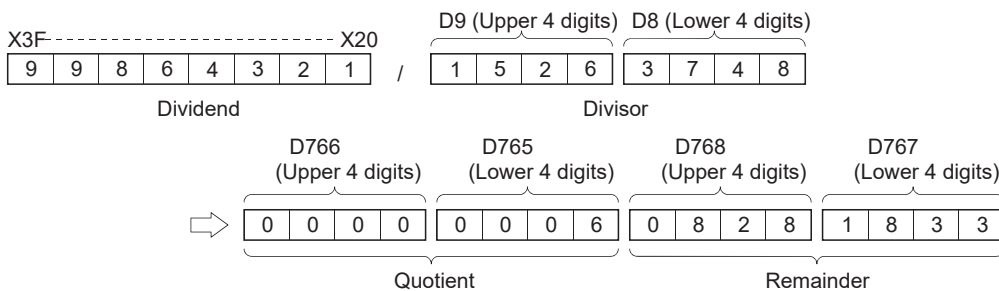 D9 (Upper 4 digits) D8 (Lower 4 digits)
X3F X20
9 9 8 6 4 3 2 1 / 1 5 2 6 3 7 4 8
Dividend Divisor
D766 D765 D768 D767
(Upper 4 digits) (Lower 4 digits) (Upper 4 digits) (Lower 4 digits)
0 0 0 0 0 0 0 6 0 8 2 8 1 8 3 3
Quotient Remainder